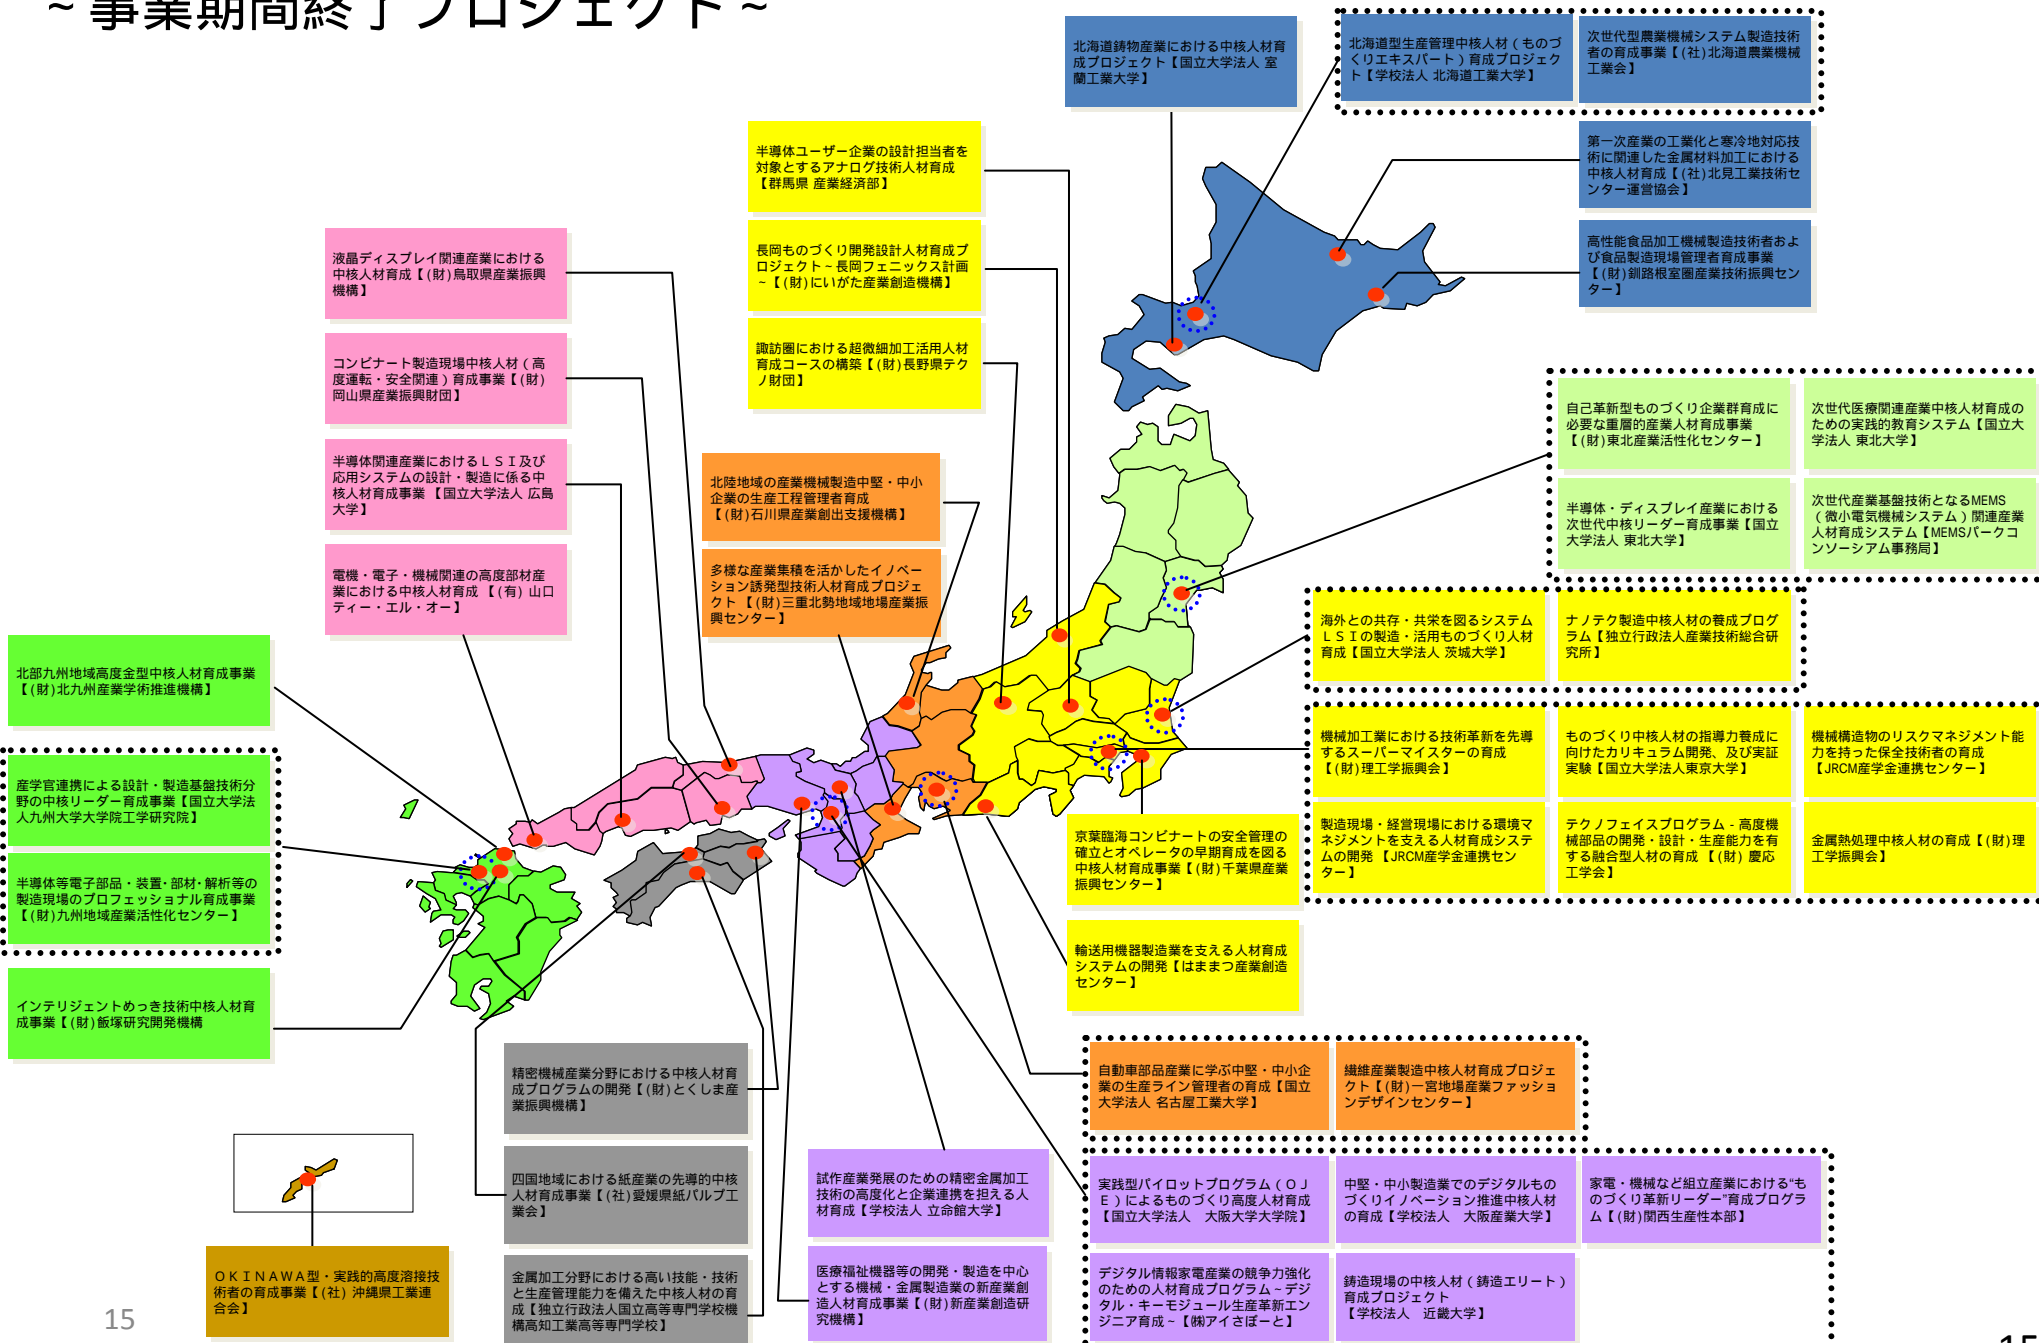 ~事業期間終了プロジェクト~
北海道鋳物産業における中核人材育
成プロジェクト【国立大学法人 室
蘭工業大学】
北海道型生産管理中核人材(ものづ
くりエキスパート)育成プロジェク
ト【学校法人 北海道工業大学】
次世代型農業機械システム製造技術
者の育成事業【(社)北海道農業機械
工業会】
第一次産業の工業化と寒冷地対応技
術に関連した金属材料加工における
中核人材育成【(社)北見工業技術セ
ンター運営協会】
高性能食品加工機械製造技術者およ
び食品製造現場管理者育成事業
【(財)釧路根室圏産業技術振興セン
ター】
半導体ユーザー企業の設計担当者を
対象とするアナログ技術人材育成
【群馬県 産業経済部】
長岡ものづくり開発設計人材育成プ
ロジェクト~長岡フェニックス計画
~【(財)にいがた産業創造機構】
諏訪圏における超微細加工活用人材
育成コースの構築【(財)長野県テク
ノ財団】
液晶ディスプレイ関連産業における
中核人材育成【(財)鳥取県産業振興
機構】
コンビナート製造現場中核人材(高
度運転・安全関連)育成事業【(財)
岡山県産業振興財団】
半導体関連産業におけるLSI及び
応用システムの設計・製造に係る中
核人材育成事業 【国立大学法人 広島
大学】
電機・電子・機械関連の高度部材産
業における中核人材育成 【(有) 山口
ティー・エル・オー】
北陸地域の産業機械製造中堅・中小
企業の生産工程管理者育成
【(財)石川県産業創出支援機構】
多様な産業集積を活かしたイノベー
ション誘発型技術人材育成プロジェ
クト 【(財)三重北勢地域地場産業振
興センター】
自己革新型ものづくり企業群育成に
必要な重層的産業人材育成事業
【(財)東北産業活性化センター】
次世代医療関連産業中核人材育成の
ための実践的教育システム【国立大
学法人 東北大学】
半導体・ディスプレイ産業における
次世代中核リーダー育成事業【国立
大学法人 東北大学】
次世代産業基盤技術となるMEMS
(微小電気機械システム)関連産業
人材育成システム【MEMSパークコ
ンソーシアム事務局】
海外との共存・共栄を図るシステム
LSIの製造・活用ものづくり人材
育成【国立大学法人 茨城大学】
ナノテク製造中核人材の養成プログ
ラム【独立行政法人産業技術総合研
究所】
機械加工業における技術革新を先導
するスーパーマイスターの育成
【(財)理工学振興会】
ものづくり中核人材の指導力養成に
向けたカリキュラム開発、及び実証
実験【国立大学法人東京大学】
機械構造物のリスクマネジメント能
力を持った保全技術者の育成
【JRCM産学金連携センター】
製造現場・経営現場における環境マ
ネジメントを支える人材育成システ
ムの開発 【JRCM産学金連携セン
ター】
テクノフェイスプログラム - 高度機
械部品の開発・設計・生産能力を有
する融合型人材の育成 【(財) 慶応
工学会】
金属熱処理中核人材の育成【(財)理
工学振興会】
京葉臨海コンビナートの安全管理の
確立とオペレータの早期育成を図る
中核人材育成事業【(財)千葉県産業
振興センター】
輸送用機器製造業を支える人材育成
システムの開発【はままつ産業創造
センター】
北部九州地域高度金型中核人材育成事業
【(財)北九州産業学術推進機構】
産学官連携による設計・製造基盤技術分
野の中核リーダー育成事業【国立大学法
人九州大学大学院工学研究院】
半導体等電子部品・装置・部材・解析等の
製造現場のプロフェッショナル育成事業
【(財)九州地域産業活性化センター】
インテリジェントめっき技術中核人材育
成事業【(財)飯塚研究開発機構
自動車部品産業に学ぶ中堅・中小企
業の生産ライン管理者の育成【国立
大学法人 名古屋工業大学】
繊維産業製造中核人材育成プロジェ
クト【(財)一宮地場産業ファッショ
ンデザインセンター】
精密機械産業分野における中核人材育
成プログラムの開発【(財)とくしま産
業振興機構】
四国地域における紙産業の先導的中核
人材育成事業【(社)愛媛県紙パルプ工
業会】
金属加工分野における高い技能・技術
と生産管理能力を備えた中核人材の育
成【独立行政法人国立高等専門学校機
構高知工業高等専門学校】
試作産業発展のための精密金属加工
技術の高度化と企業連携を担える人
材育成【学校法人 立命館大学】
医療福祉機器等の開発・製造を中心
とする機械・金属製造業の新産業創
造人材育成事業【(財)新産業創造研
究機構】
実践型パイロットプログラム(OJ
E)によるものづくり高度人材育成
【国立大学法人 大阪大学大学院】
中堅・中小製造業でのデジタルもの
づくりイノベーション推進中核人材
の育成【学校法人 大阪産業大学】
家電・機械など組立産業における“も
のづくり革新リーダー”育成プログラ
ム【(財)関西生産性本部】
デジタル情報家電産業の競争力強化
のための人材育成プログラム~デジ
タル・キーモジュール生産革新エン
ジニア育成~【㈱アイさぽーと】
鋳造現場の中核人材(鋳造エリート)
育成プロジェクト
【学校法人 近畿大学】
OKINAWA型・実践的高度溶接技
術者の育成事業【(社) 沖縄県工業連
合会】
15
15